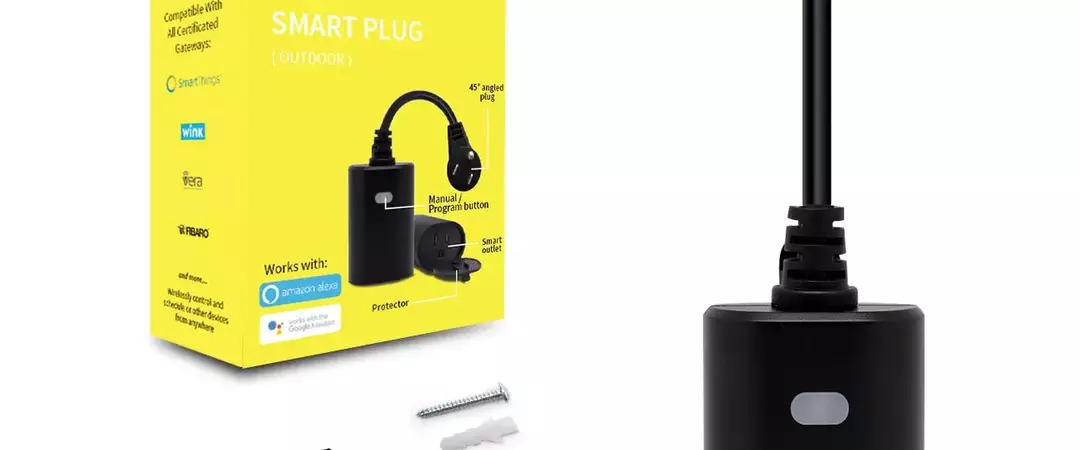 Compatible With
All Certificated
Gateways:
SmartThings
wink
vera
FIBARO
and more...
Wirelessly control and
schedule or other devices
from anywhere
SMART PLUG
( OUTDOOR )
45° angled
plug
Manual /
Program button
Smart
outlet
Protector
Works with:
amazon alexa
works with the
Google Assistant